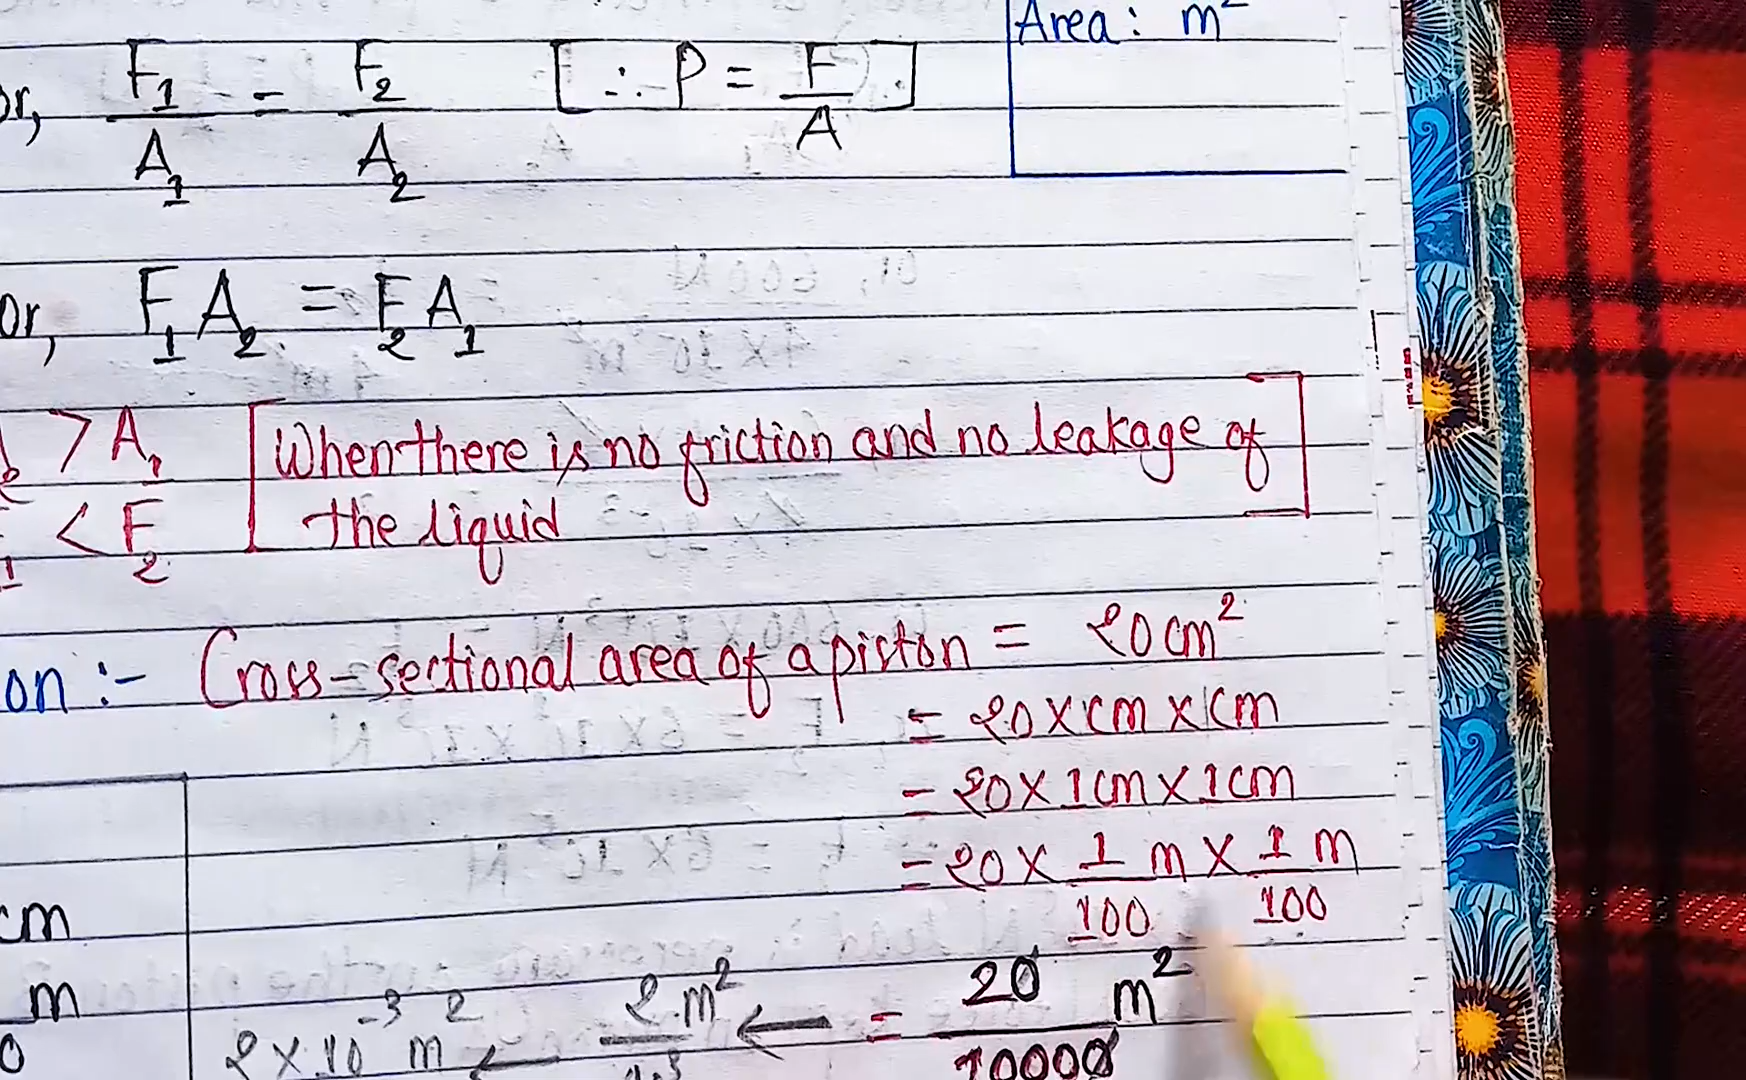 Area: m²
or, F₁/A₁ = F₂/A₂ [∴ P = F/A]
or, F₁A₂ = F₂A₁
> A₁ [When there is no friction and no leakage of
< F₂ the liquid]
on :- Cross-sectional area of a piston = 20cm²
= 20 × cm × cm
= 20 × 1cm × 1cm
= 20 × 1/100 m × 1/100 m
cm
m 2 × 10⁻³ m² ← 2 m²/10³ ← = 20/10000 m²